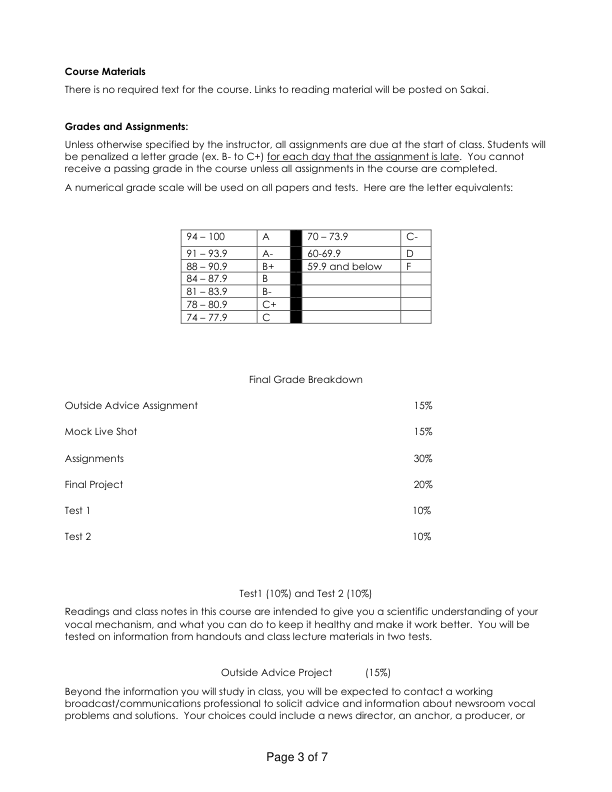 Course Materials
There is no required text for the course. Links to reading material will be posted on Sakai.
Grades and Assignments:
Unless otherwise specified by the instructor, all assignments are due at the start of class. Students will
be penalized a letter grade (ex. B- to C+) for each day that the assignment is late.  You cannot
receive a passing grade in the course unless all assignments in the course are completed.
A numerical grade scale will be used on all papers and tests.  Here are the letter equivalents:
94 – 100 A 70 – 73.9 C-
91 – 93.9 A- 60-69.9 D
88 – 90.9 B+ 59.9 and below F
84 – 87.9 B
81 – 83.9 B-
78 – 80.9 C+
74 – 77.9 C
Final Grade Breakdown
Outside Advice Assignment 15%
Mock Live Shot 15%
Assignments 30%
Final Project 20%
Test 1 10%
Test 2 10%
Test1 (10%) and Test 2 (10%)
Readings and class notes in this course are intended to give you a scientific understanding of your
vocal mechanism, and what you can do to keep it healthy and make it work better.  You will be
tested on information from handouts and class lecture materials in two tests.
Outside Advice Project (15%)
Beyond the information you will study in class, you will be expected to contact a working
broadcast/communications professional to solicit advice and information about newsroom vocal
problems and solutions.  Your choices could include a news director, an anchor, a producer, or
Page 3 of 7